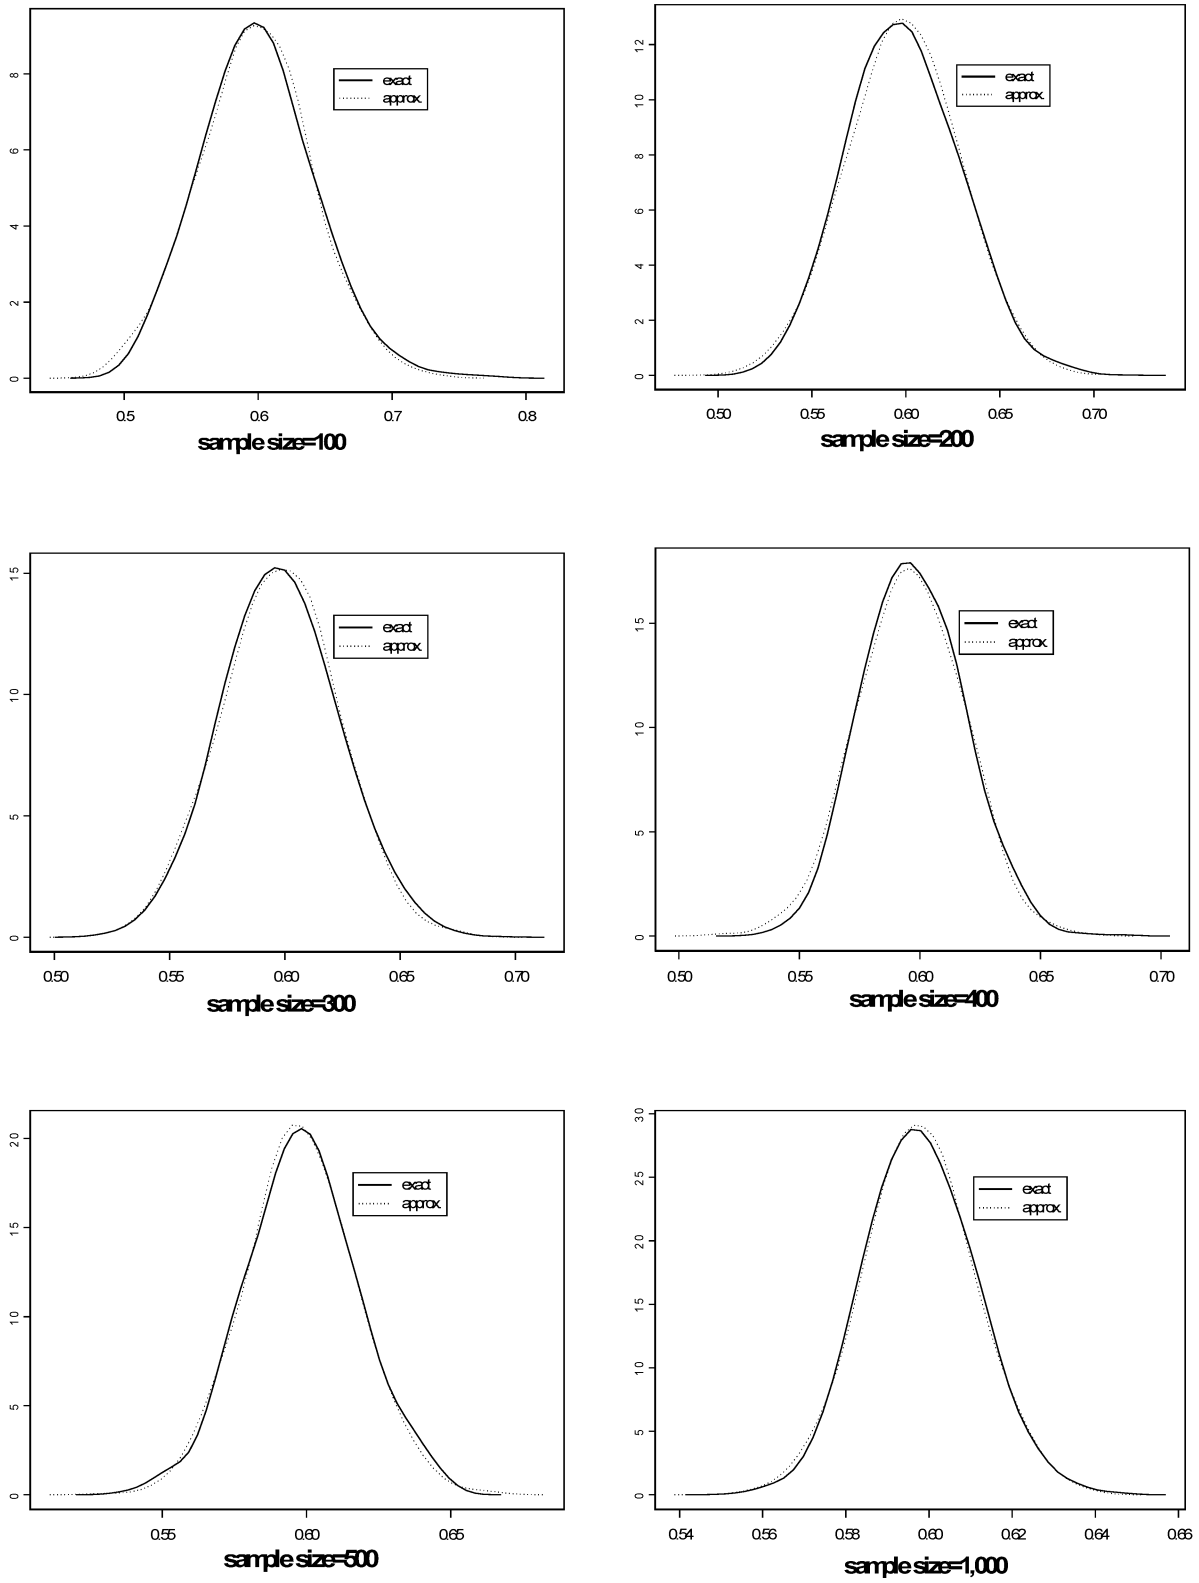 8
6
4
2
0
exact
approx.
0.5 0.6 0.7 0.8
sample size=100
12
10
8
6
4
2
0
exact
approx.
0.50 0.55 0.60 0.65 0.70
sample size=200
15
10
5
0
exact
approx.
0.50 0.55 0.60 0.65 0.70
sample size=300
15
10
5
0
exact
approx.
0.50 0.55 0.60 0.65 0.70
sample size=400
20
15
10
5
0
exact
approx.
0.55 0.60 0.65
sample size=500
30
25
20
15
10
5
0
exact
approx.
0.54 0.56 0.58 0.60 0.62 0.64 0.66
sample size=1,000